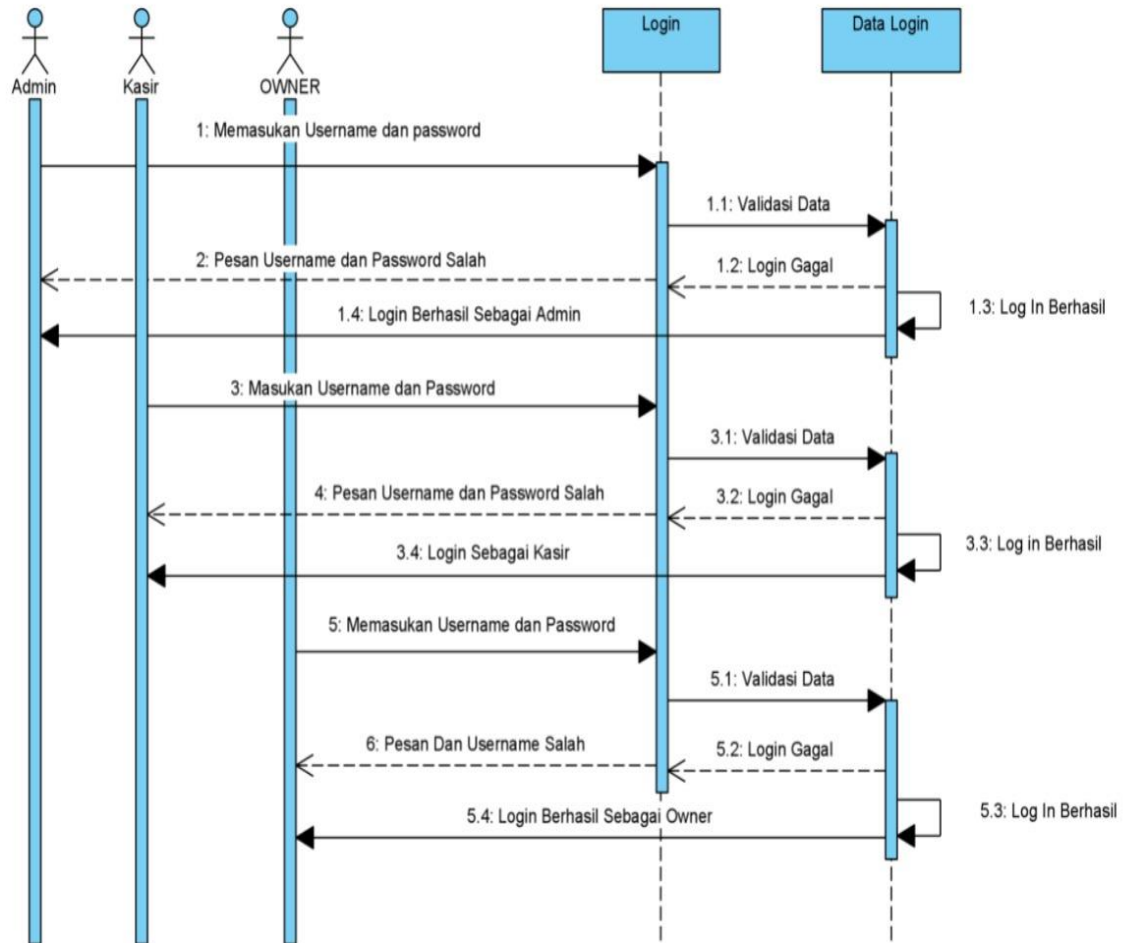 Login
Data Login
Admin
Kasir
OWNER
1: Memasukan Username dan password
1.1: Validasi Data
2: Pesan Username dan Password Salah
1.2: Login Gagal
1.3: Log In Berhasil
1.4: Login Berhasil Sebagai Admin
3: Masukan Username dan Password
3.1: Validasi Data
4: Pesan Username dan Password Salah
3.2: Login Gagal
3.3: Log in Berhasil
3.4: Login Sebagai Kasir
5: Memasukan Username dan Password
5.1: Validasi Data
6: Pesan Dan Username Salah
5.2: Login Gagal
5.3: Log In Berhasil
5.4: Login Berhasil Sebagai Owner